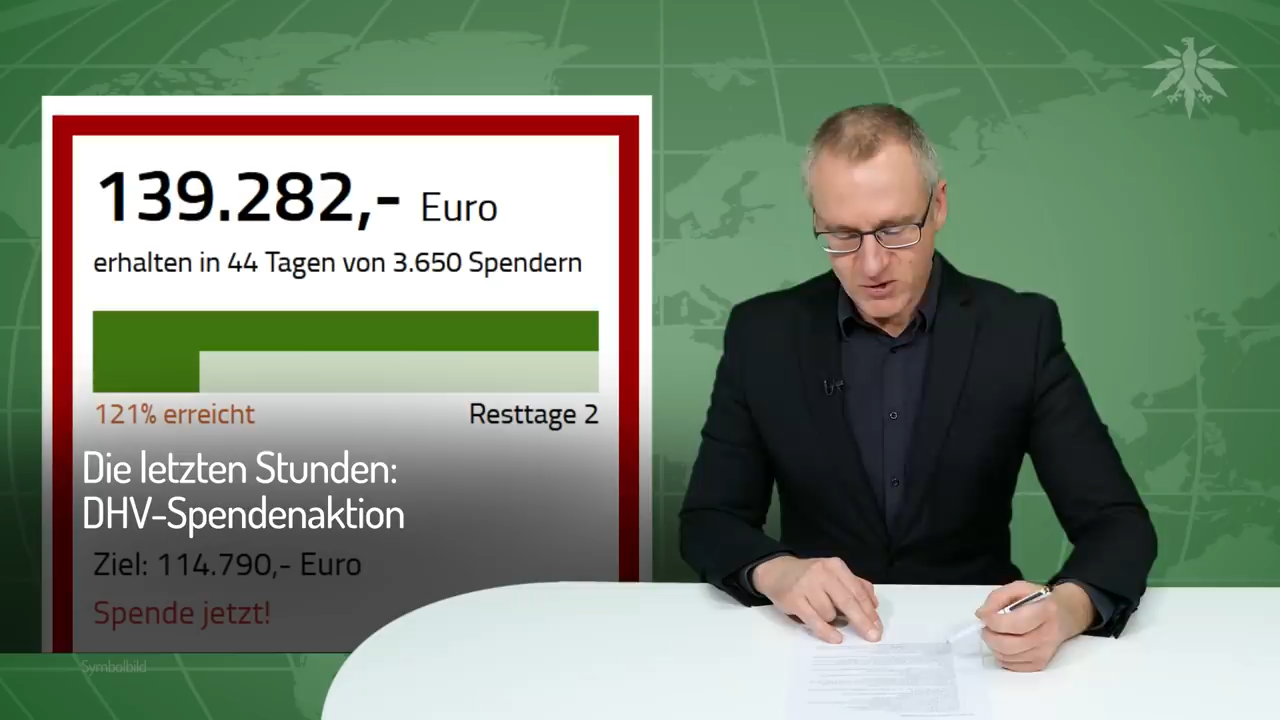 139.282,- Euro
erhalten in 44 Tagen von 3.650 Spendern
121% erreicht Resttage 2
Die letzten Stunden:
DHV-Spendenaktion
Ziel: 114.790,- Euro
Spende jetzt!
Symbolbild